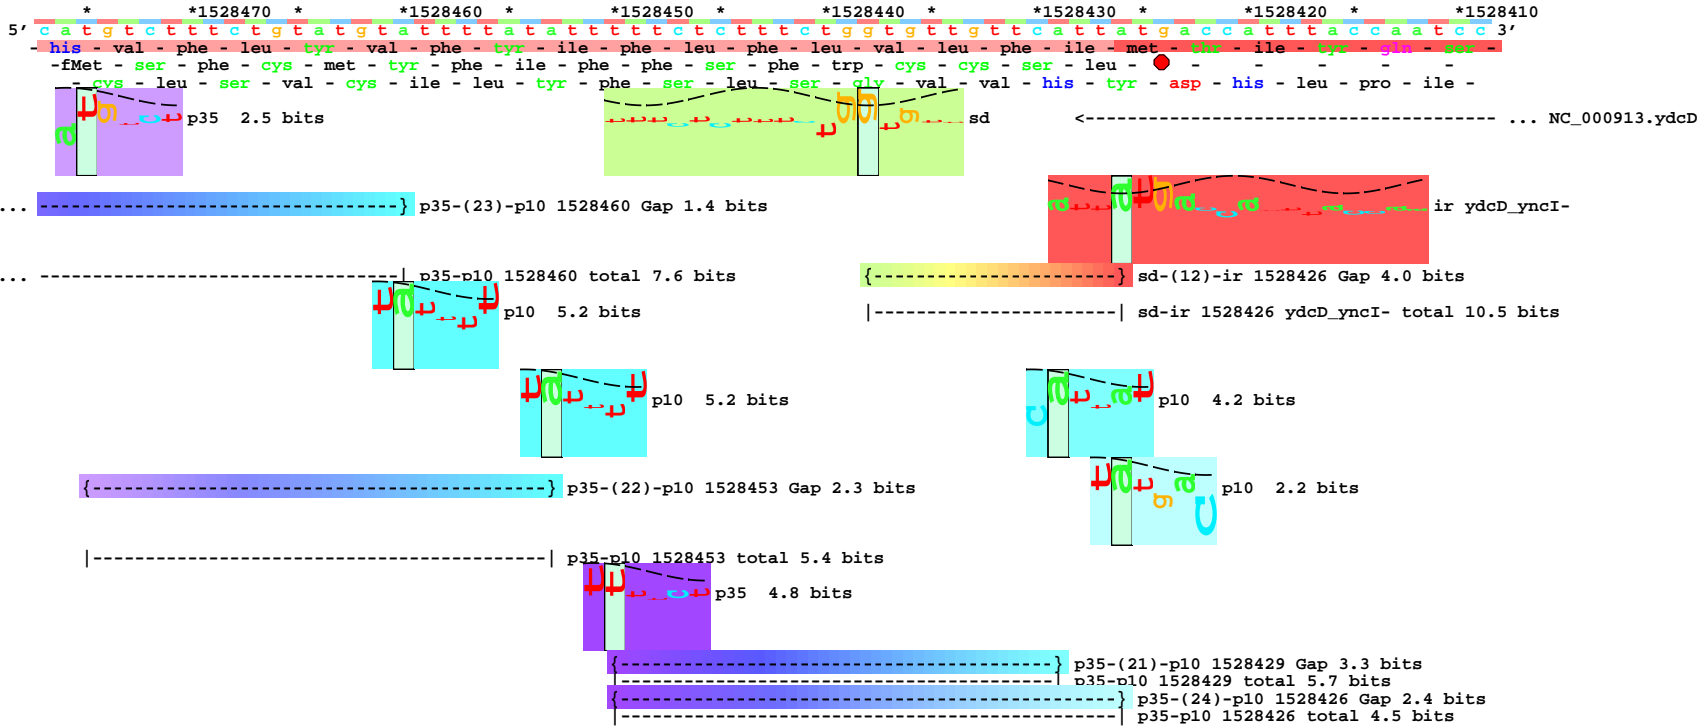 * *1528470 * *1528460 * *1528450 * *1528440 * *1528430 * *1528420 * *1528410
5' c a t g t c t t t c t g t a t g t a t t t t a t a t t t t t c t c t t t c t g g t g t t g t t c a t t a t g a c c a t t t a c c a a t c c 3'
- his - val - phe - leu - tyr - val - phe - tyr - ile - phe - leu - phe - leu - val - leu - phe - ile - met - thr - ile - tyr - gln - ser -
-fMet - ser - phe - cys - met - tyr - phe - ile - phe - phe - ser - phe - trp - cys - cys - ser - leu - - - - - -
- cys - leu - ser - val - cys - ile - leu - tyr - phe - ser - leu - ser - gly - val - val - his - tyr - asp - his - leu - pro - ile -
p35 2.5 bits
sd
<--------------------------------------- ... NC_000913.ydcD
... ----------------------------------} p35-(23)-p10 1528460 Gap 1.4 bits
ir ydcD_yncI-
... ----------------------------------| p35-p10 1528460 total 7.6 bits
{-----------------------} sd-(12)-ir 1528426 Gap 4.0 bits
p10 5.2 bits
|-----------------------| sd-ir 1528426 ydcD_yncI- total 10.5 bits
p10 5.2 bits
p10 4.2 bits
{-------------------------------------------} p35-(22)-p10 1528453 Gap 2.3 bits
p10 2.2 bits
|-------------------------------------------| p35-p10 1528453 total 5.4 bits
p35 4.8 bits
{-----------------------------------------} p35-(21)-p10 1528429 Gap 3.3 bits
|-----------------------------------------| p35-p10 1528429 total 5.7 bits
{-----------------------------------------------} p35-(24)-p10 1528426 Gap 2.4 bits
|-----------------------------------------------| p35-p10 1528426 total 4.5 bits